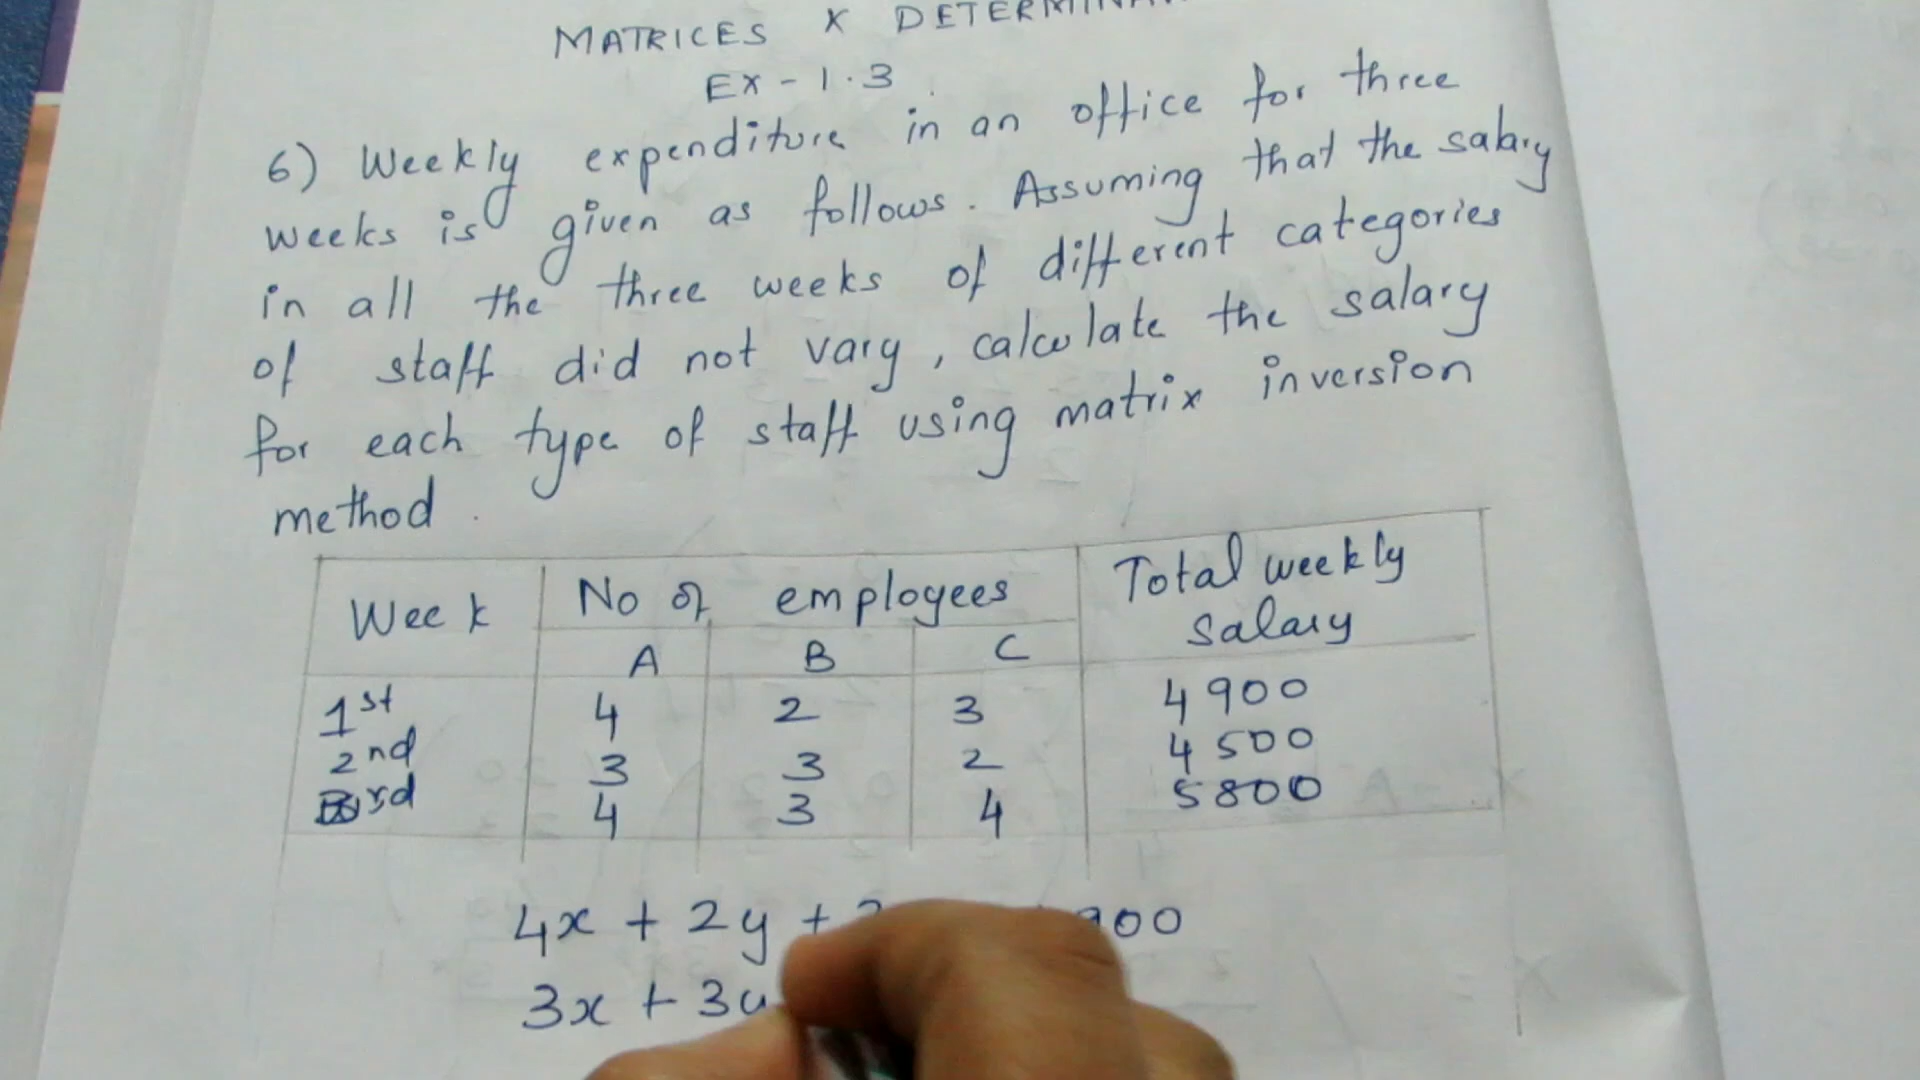 MATRICES X
EX - 1.3
6) Weekly expenditure in an office for three
weeks is given as follows. Assuming that the salary
in all the three weeks of different categories
of staff did not vary, calculate the salary
for each type of staff using matrix inversion
method.
Week No of employees Total weekly
salary
A B C
1st 4 2 3 4900
2nd 3 3 2 4500
3rd 4 3 4 5800
4x + 2y +
3x + 3y